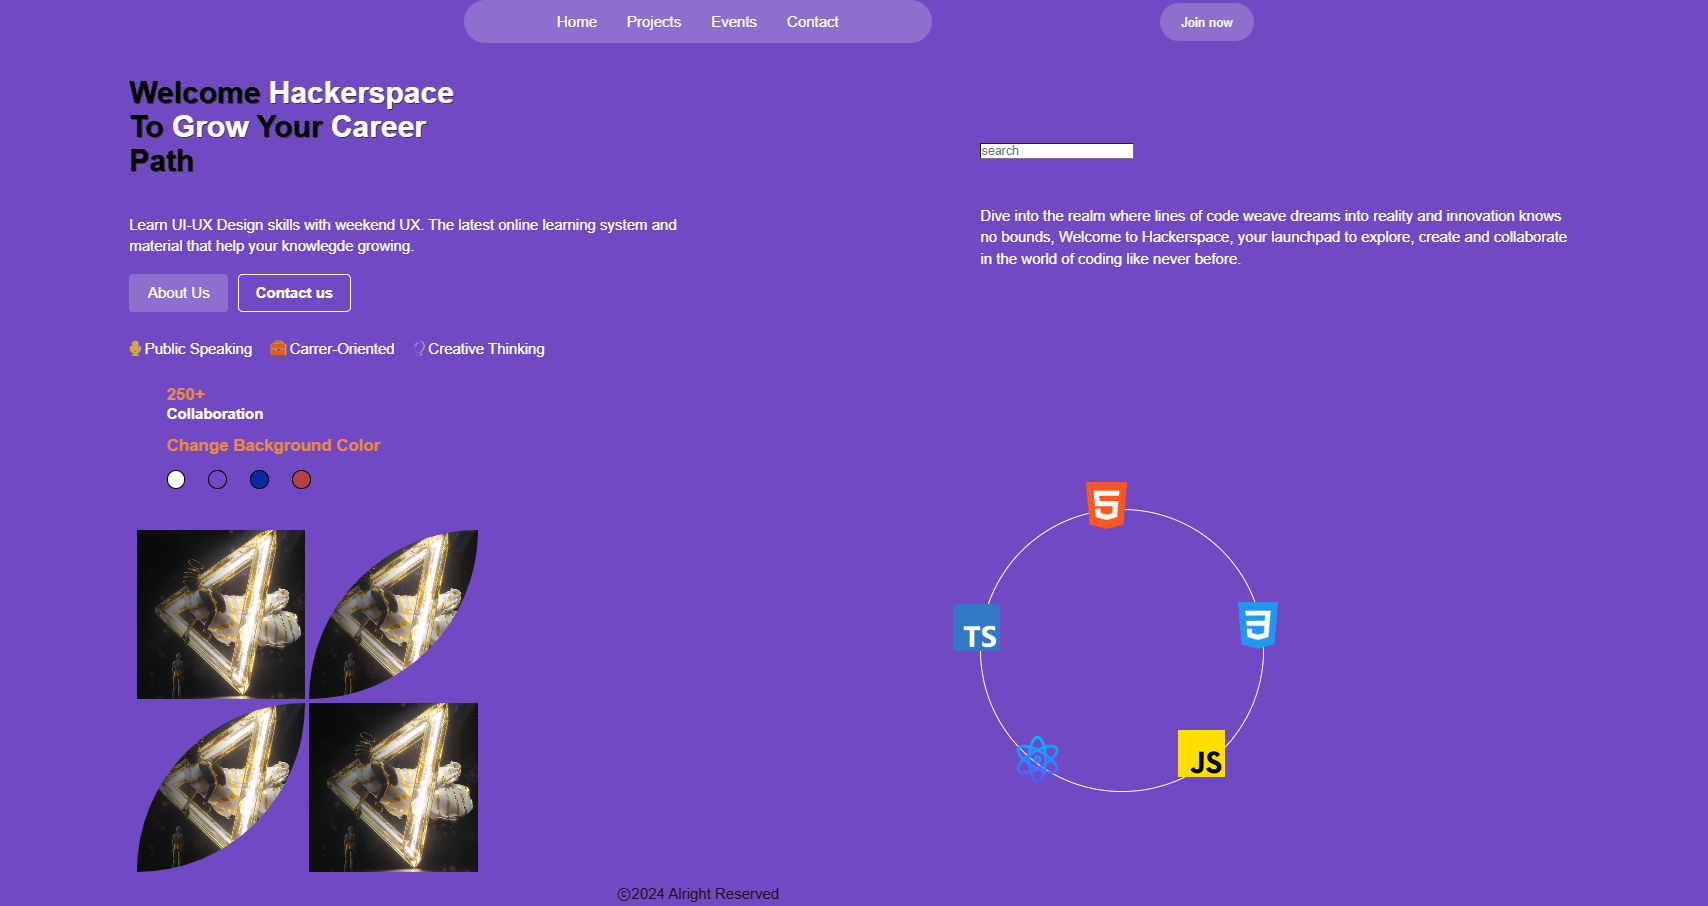 Home Projects Events Contact
Join now
Welcome Hackerspace
To Grow Your Career
Path
Learn UI-UX Design skills with weekend UX. The latest online learning system and
material that help your knowlegde growing.
About Us
Contact us
Public Speaking
Carrer-Oriented
Creative Thinking
250+
Collaboration
Change Background Color
search
Dive into the realm where lines of code weave dreams into reality and innovation knows
no bounds, Welcome to Hackerspace, your launchpad to explore, create and collaborate
in the world of coding like never before.
5
TS
3
JS
©2024 Alright Reserved